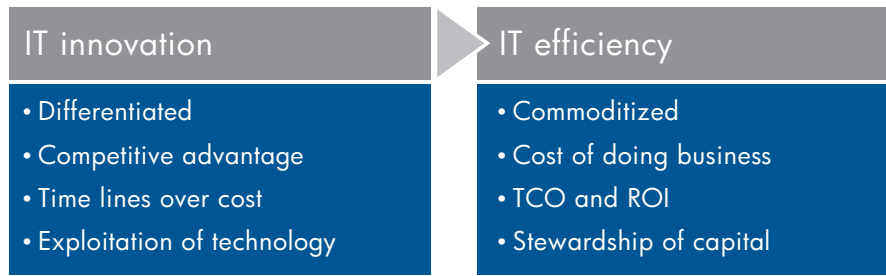 IT innovation
• Differentiated
• Competitive advantage
• Time lines over cost
• Exploitation of technology
IT efficiency
• Commoditized
• Cost of doing business
• TCO and ROI
• Stewardship of capital